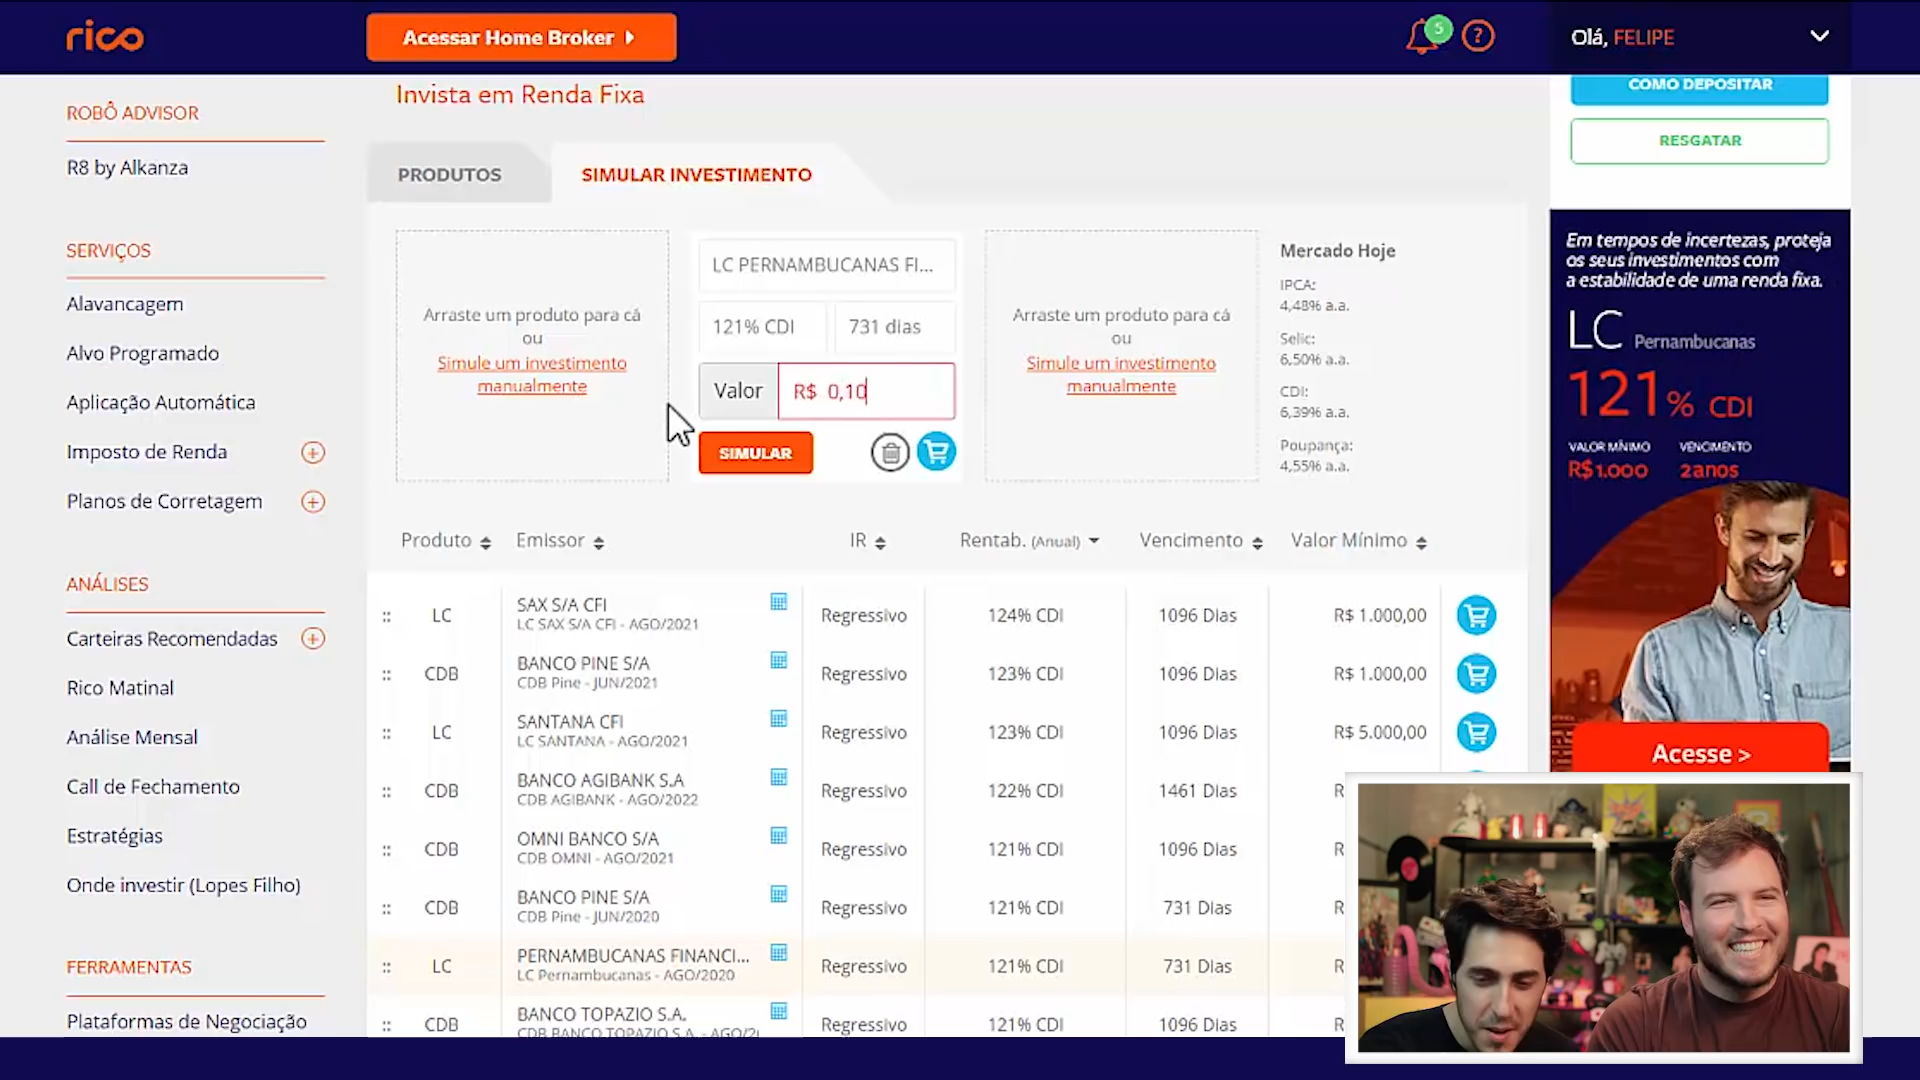 rico
Acessar Home Broker
5
?
Olá, FELIPE
ROBÔ ADVISOR
R8 by Alkanza
SERVIÇOS
Alavancagem
Alvo Programado
Aplicação Automática
Imposto de Renda
Planos de Corretagem
ANÁLISES
Carteiras Recomendadas
Rico Matinal
Análise Mensal
Call de Fechamento
Estratégias
Onde investir (Lopes Filho)
FERRAMENTAS
Plataformas de Negociação
Invista em Renda Fixa
PRODUTOS
SIMULAR INVESTIMENTO
Arraste um produto para cá
ou
Simule um investimento
manualmente
LC PERNAMBUCANAS FI...
121% CDI 731 dias
Valor R$ 0,10
SIMULAR
Arraste um produto para cá
ou
Simule um investimento
manualmente
Mercado Hoje
IPCA:
4,48% a.a.
Selic:
6,50% a.a.
CDI:
6,39% a.a.
Poupança:
4,55% a.a.
Produto Emissor IR Rentab. (Anual) Vencimento Valor Mínimo
LC SAX S/A CFI Regressivo 124% CDI 1096 Dias R$ 1.000,00
LC SAX S/A CFI - AGO/2021
CDB BANCO PINE S/A Regressivo 123% CDI 1096 Dias R$ 1.000,00
CDB Pine - JUN/2021
LC SANTANA CFI Regressivo 123% CDI 1096 Dias R$ 5.000,00
LC SANTANA - AGO/2021
CDB BANCO AGIBANK S.A Regressivo 122% CDI 1461 Dias R
CDB AGIBANK - AGO/2022
CDB OMNI BANCO S/A Regressivo 121% CDI 1096 Dias R
CDB OMNI - AGO/2021
CDB BANCO PINE S/A Regressivo 121% CDI 731 Dias R
CDB Pine - JUN/2020
LC PERNAMBUCANAS FINANCI... Regressivo 121% CDI 731 Dias R
LC Pernambucanas - AGO/2020
CDB BANCO TOPAZIO S.A. Regressivo 121% CDI 1096 Dias R
CDB BANCO TOPAZIO S.A. - AGO/2
COMO DEPOSITAR
RESGATAR
Em tempos de incertezas, proteja
os seus investimentos com
a estabilidade de uma renda fixa.
LC Pernambucanas
121% CDI
VALOR MÍNIMO VENCIMENTO
R$1.000 2 anos
Acesse >